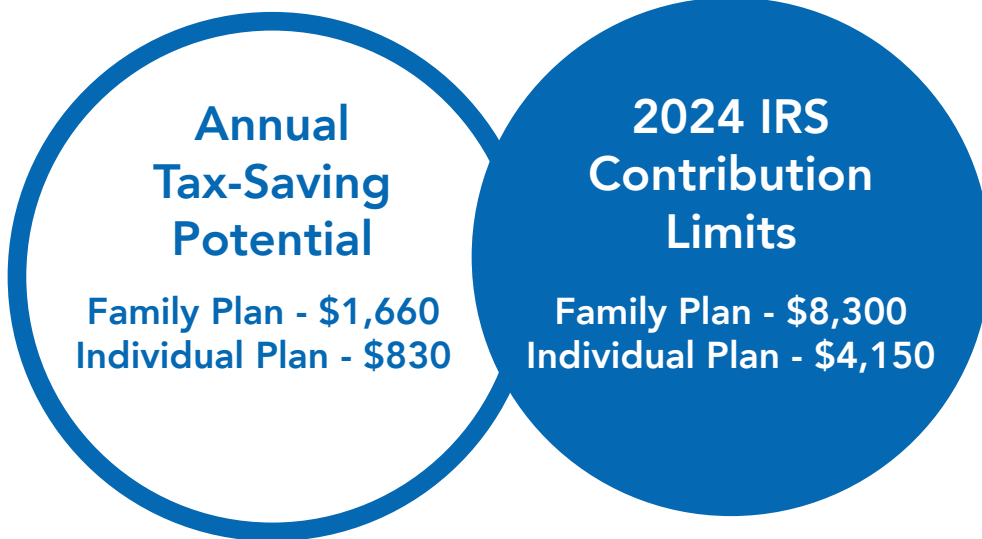 Annual
Tax-Saving
Potential
Family Plan - $1,660
Individual Plan - $830
2024 IRS
Contribution
Limits
Family Plan - $8,300
Individual Plan - $4,150